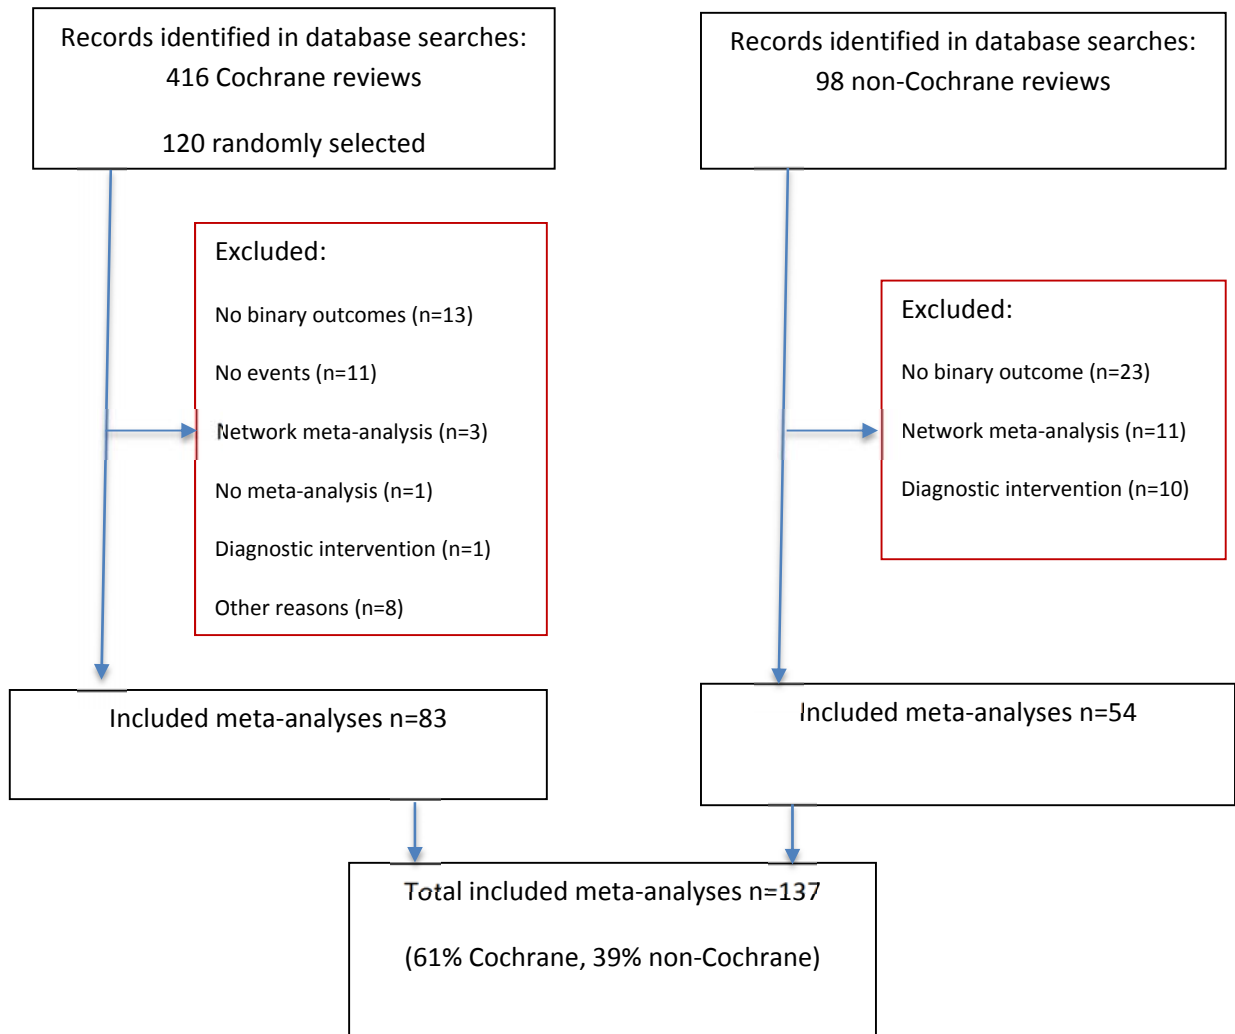 Records identified in database searches:
416 Cochrane reviews
120 randomly selected
Records identified in database searches:
98 non-Cochrane reviews
Excluded:
No binary outcomes (n=13)
No events (n=11)
Network meta-analysis (n=3)
No meta-analysis (n=1)
Diagnostic intervention (n=1)
Other reasons (n=8)
Excluded:
No binary outcome (n=23)
Network meta-analysis (n=11)
Diagnostic intervention (n=10)
Included meta-analyses n=83
Included meta-analyses n=54
Total included meta-analyses n=137
(61% Cochrane, 39% non-Cochrane)